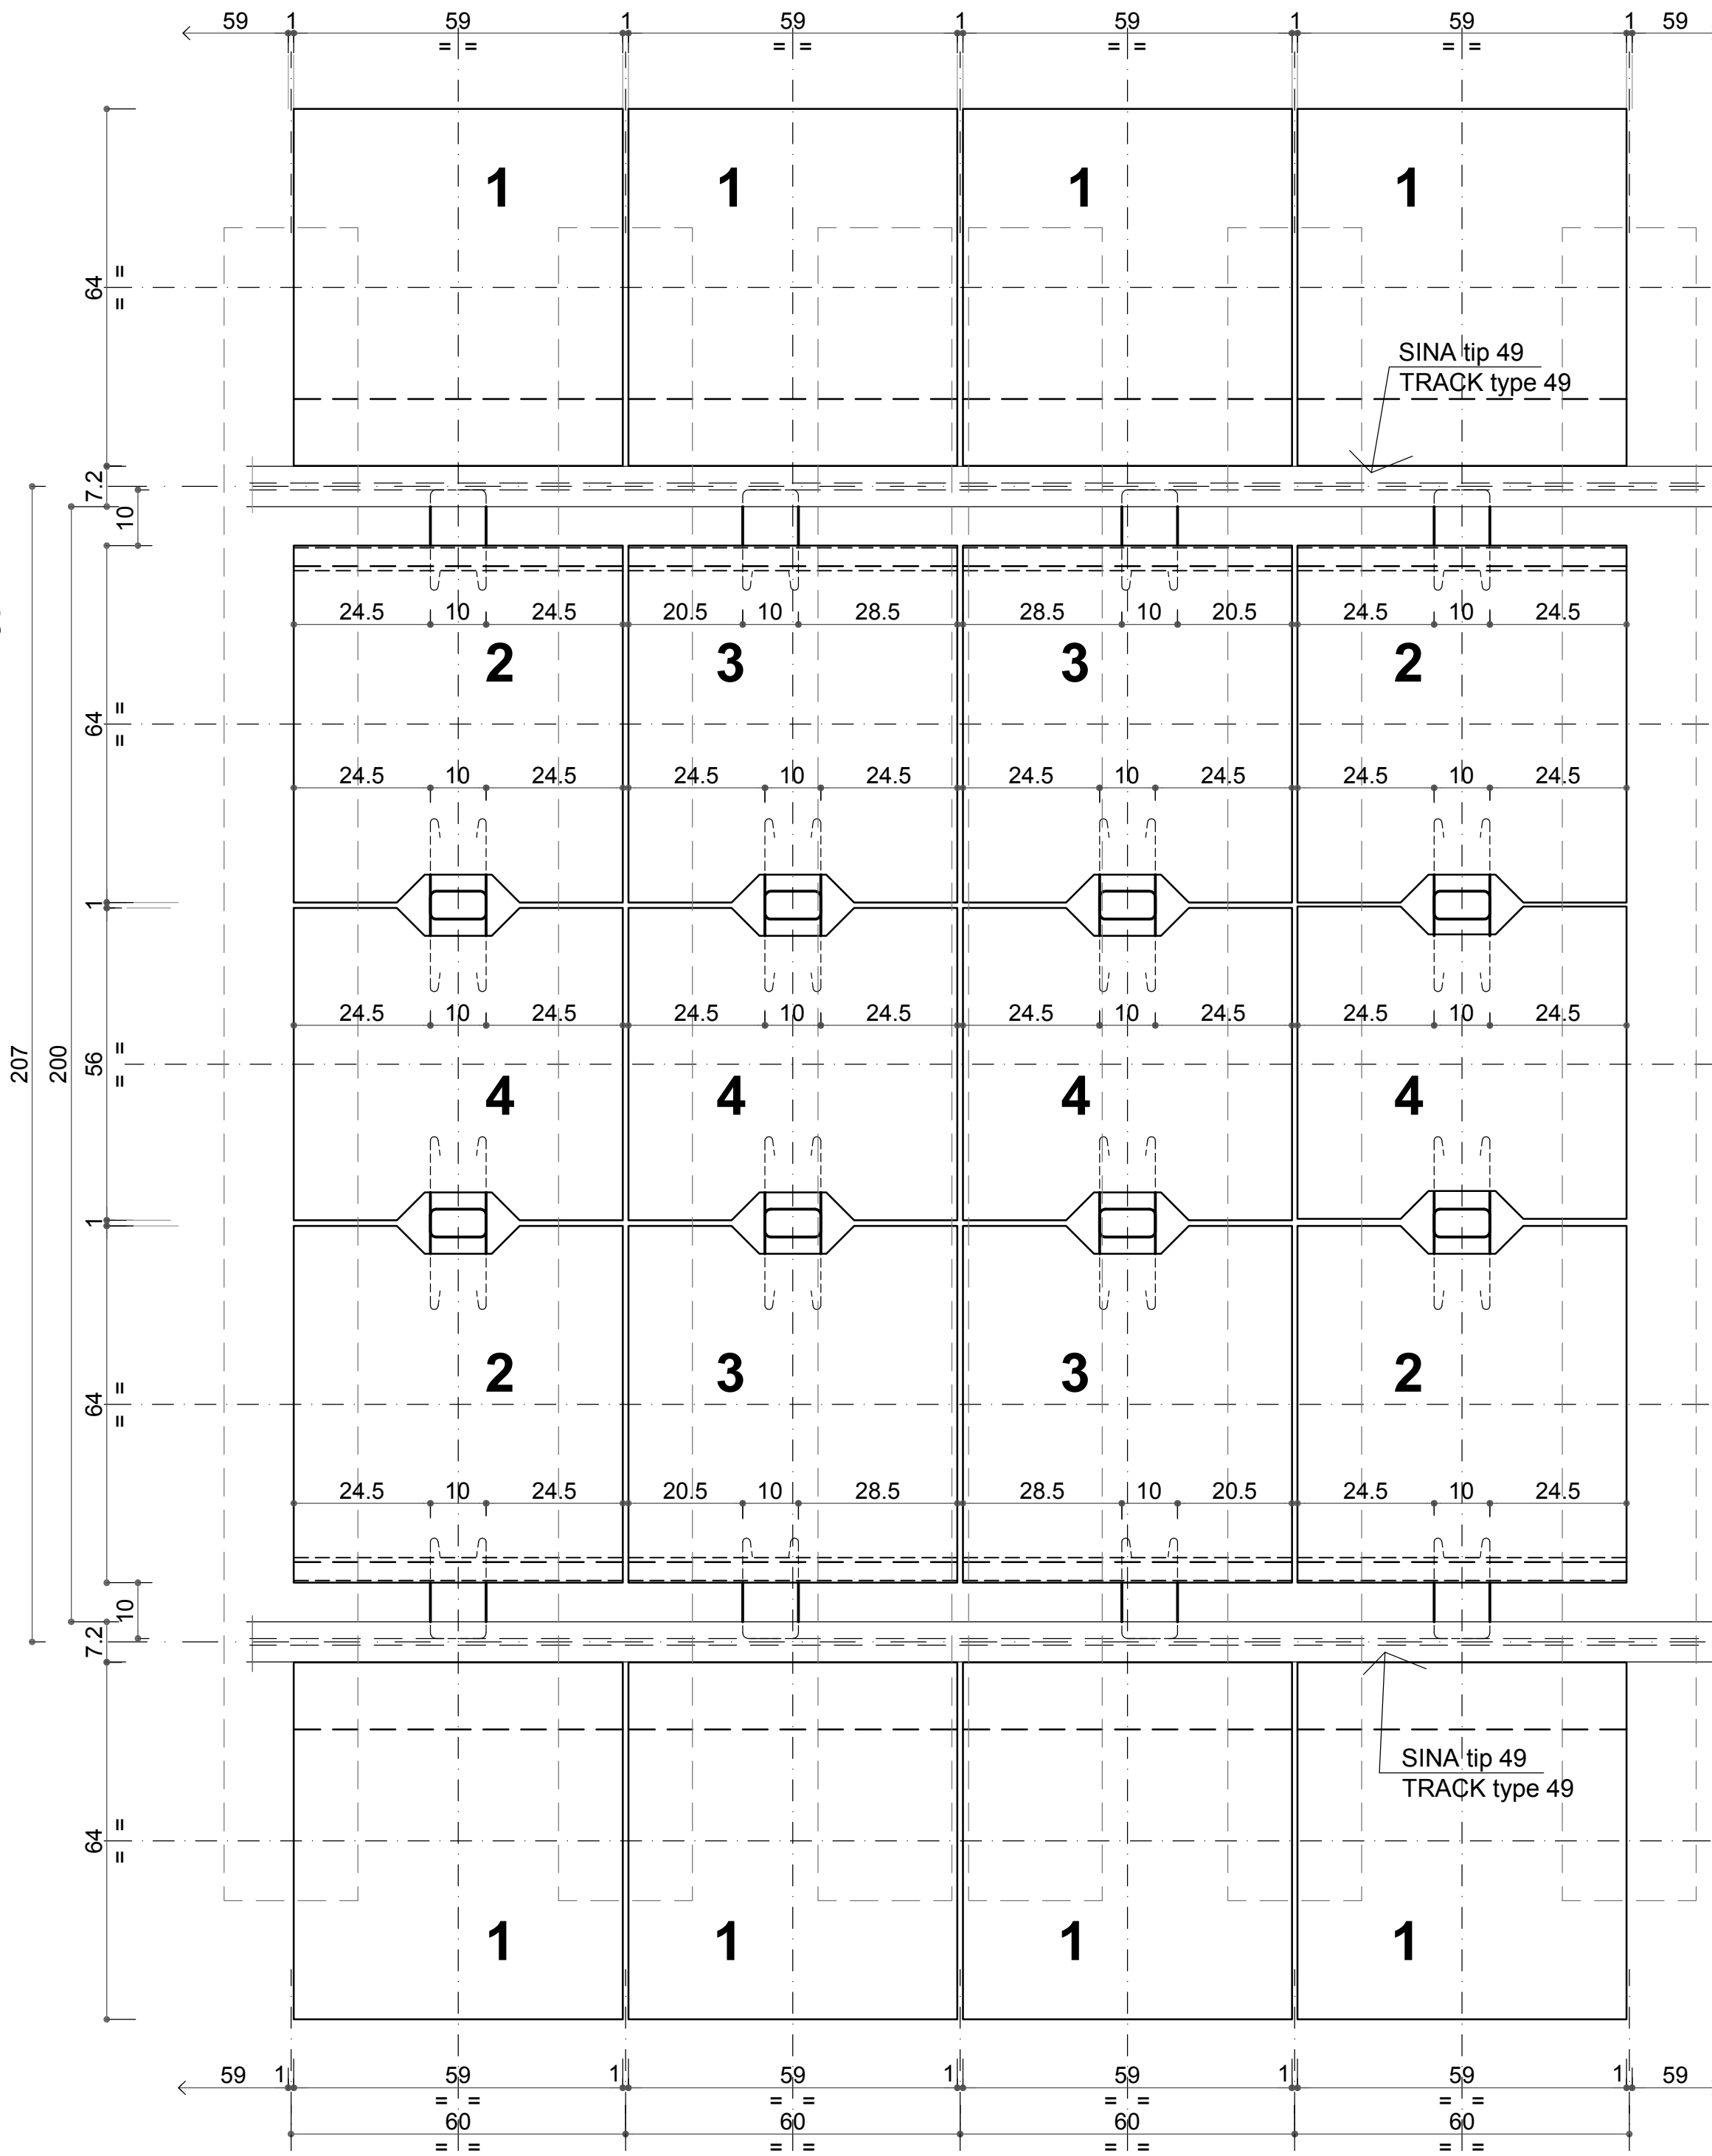 59 1 59 1 59 1 59 1 59 1 59
= = = = = = = =
1 1 1 1
64
= =
SINA tip 49
TRACK type 49
7.2
10
24.5 10 24.5 20.5 10 28.5 28.5 10 20.5 24.5 10 24.5
2 3 3 2
64
= =
24.5 10 24.5 24.5 10 24.5 24.5 10 24.5 24.5 10 24.5
1
24.5 10 24.5 24.5 10 24.5 24.5 10 24.5 24.5 10 24.5
207
200
56
= =
4 4 4 4
1
2 3 3 2
64
= =
24.5 10 24.5 20.5 10 28.5 28.5 10 20.5 24.5 10 24.5
10
7.2
SINA tip 49
TRACK type 49
64
= =
1 1 1 1
59 1 59 1 59 1 59 1 59 1 59
= = = = = = = =
60 60 60 60
= = = = = = = =